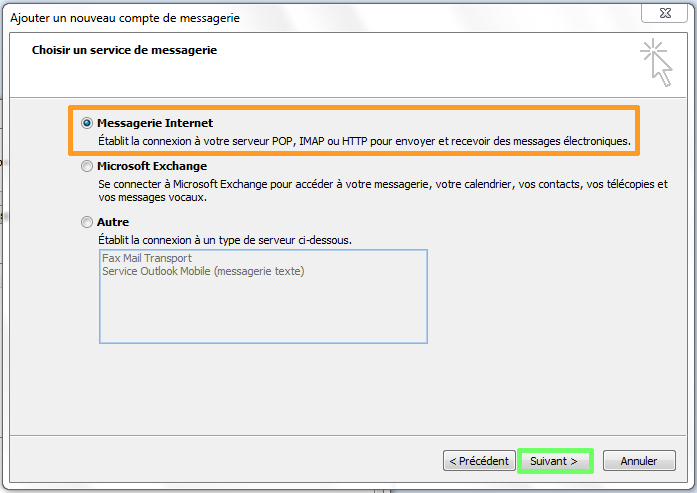 Ajouter un nouveau compte de messagerie
Choisir un service de messagerie
Messagerie Internet
Établit la connexion à votre serveur POP, IMAP ou HTTP pour envoyer et recevoir des messages électroniques.
Microsoft Exchange
Se connecter à Microsoft Exchange pour accéder à votre messagerie, votre calendrier, vos contacts, vos télécopies et
vos messages vocaux.
Autre
Établit la connexion à un type de serveur ci-dessous.
Fax Mail Transport
Service Outlook Mobile (messagerie texte)
< Précédent
Suivant >
Annuler